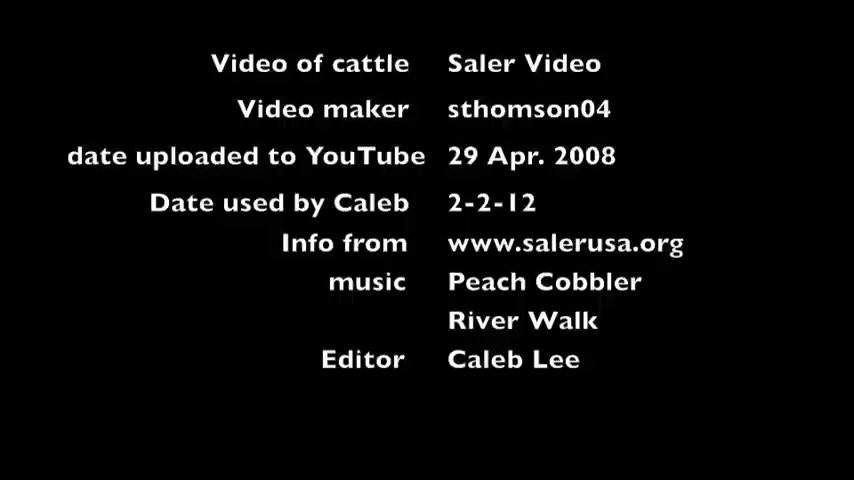 Video of cattle Saler Video
Video maker sthomson04
date uploaded to YouTube 29 Apr. 2008
Date used by Caleb 2-2-12
Info from www.salerusa.org
music Peach Cobbler
River Walk
Editor Caleb Lee